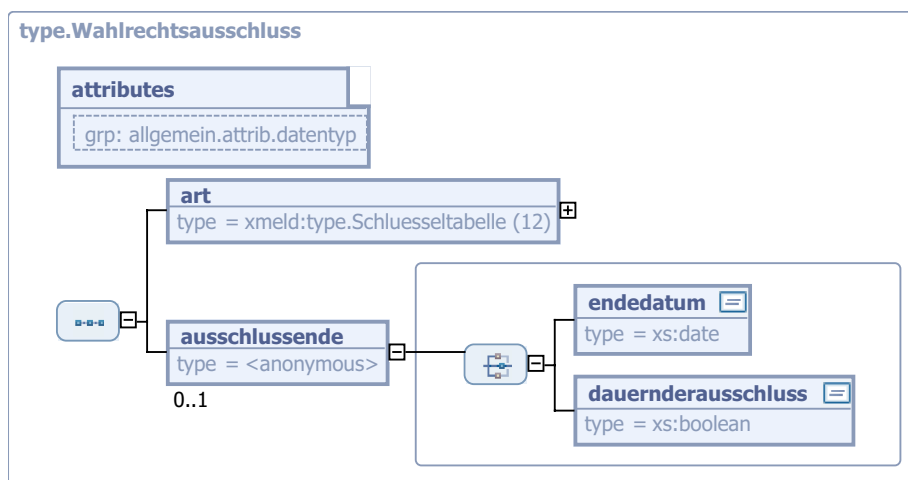 type.Wahlrechtsausschluss
attributes
grp: allgemein.attrib.datentyp
art
type = xmeld:type.Schluesseltabelle (12)
ausschlussende
type = <anonymous>
0..1
endedatum
type = xs:date
dauernderausschluss
type = xs:boolean